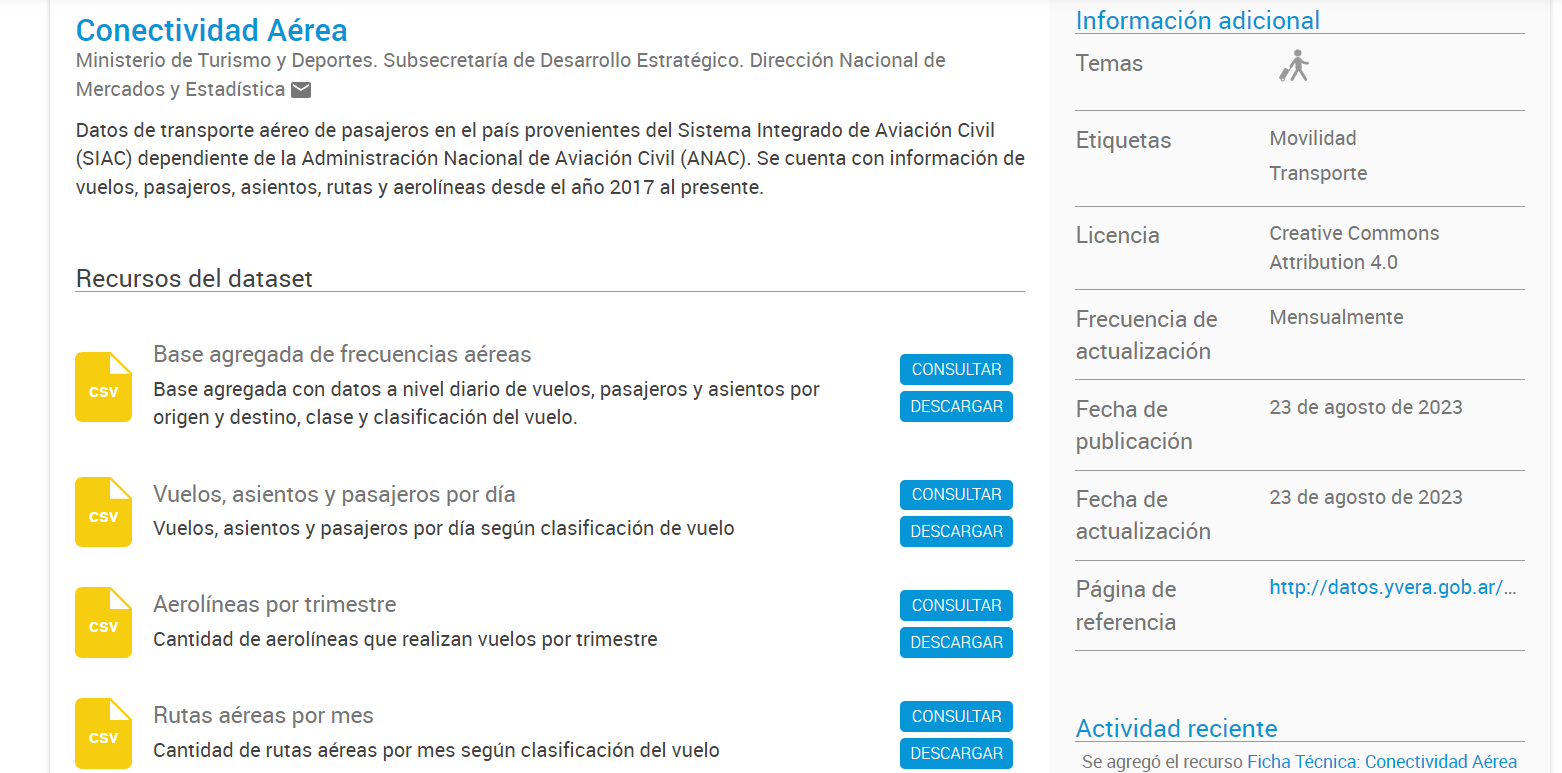 Conectividad Aérea
Ministerio de Turismo y Deportes. Subsecretaría de Desarrollo Estratégico. Dirección Nacional de
Mercados y Estadística
Datos de transporte aéreo de pasajeros en el país provenientes del Sistema Integrado de Aviación Civil
(SIAC) dependiente de la Administración Nacional de Aviación Civil (ANAC). Se cuenta con información de
vuelos, pasajeros, asientos, rutas y aerolíneas desde el año 2017 al presente.
Recursos del dataset
CSV
Base agregada de frecuencias aéreas
Base agregada con datos a nivel diario de vuelos, pasajeros y asientos por
origen y destino, clase y clasificación del vuelo.
CONSULTAR
DESCARGAR
CSV
Vuelos, asientos y pasajeros por día
Vuelos, asientos y pasajeros por día según clasificación de vuelo
CONSULTAR
DESCARGAR
CSV
Aerolíneas por trimestre
Cantidad de aerolíneas que realizan vuelos por trimestre
CONSULTAR
DESCARGAR
CSV
Rutas aéreas por mes
Cantidad de rutas aéreas por mes según clasificación del vuelo
CONSULTAR
DESCARGAR
Información adicional
Temas
Etiquetas
Movilidad
Transporte
Licencia
Creative Commons
Attribution 4.0
Frecuencia de
actualización
Mensualmente
Fecha de
publicación
23 de agosto de 2023
Fecha de
actualización
23 de agosto de 2023
Página de
referencia
http://datos.yvera.gob.ar/...
Actividad reciente
Se agregó el recurso Ficha Técnica: Conectividad Aérea